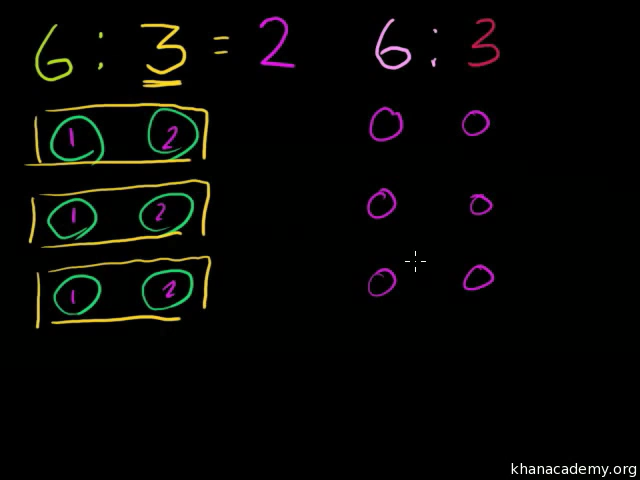 6 : 3 = 2
6 : 3
1 2
1 2
1 2
khanacademy.org